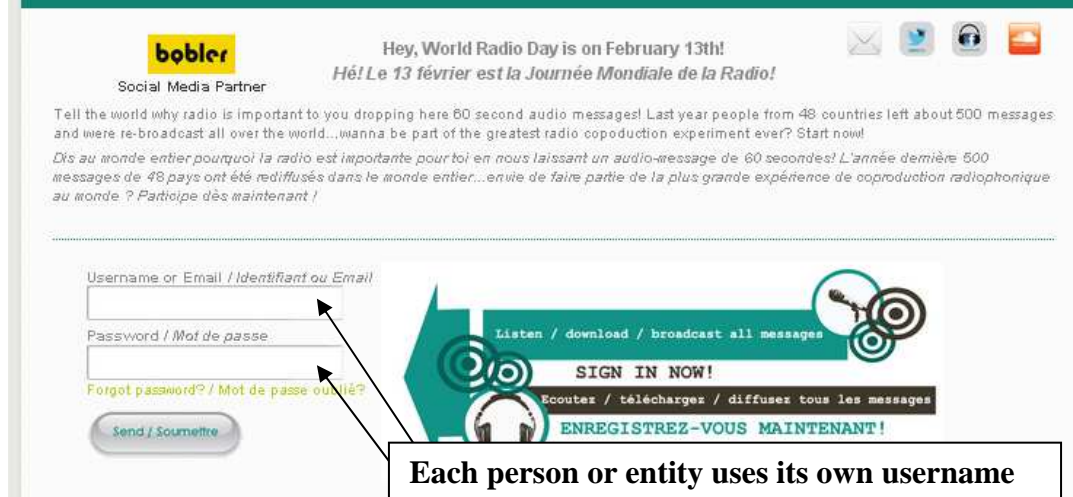 bobler
Social Media Partner
Hey, World Radio Day is on February 13th!
Hé! Le 13 février est la Journée Mondiale de la Radio!
Tell the world why radio is important to you dropping here 60 second audio messages! Last year people from 48 countries left about 500 messages
and were re-broadcast all over the world...wanna be part of the greatest radio copoduction experiment ever? Start now!
Dis au monde entier pourquoi la radio est importante pour toi en nous laissant un audio-message de 60 secondes! L'année dernière 500
messages de 48 pays ont été rediffusés dans le monde entier...envie de faire partie de la plus grande expérience de coproduction radiophonique
au monde ? Participe dès maintenant !
Username or Email / Identifiant ou Email
Password / Mot de passe
Forgot password? / Mot de passe oublié?
Send / Soumettre
Listen / download / broadcast all messages
SIGN IN NOW!
Ecoutez / téléchargez / diffusez tous les messages
ENREGISTREZ-VOUS MAINTENANT!
Each person or entity uses its own username